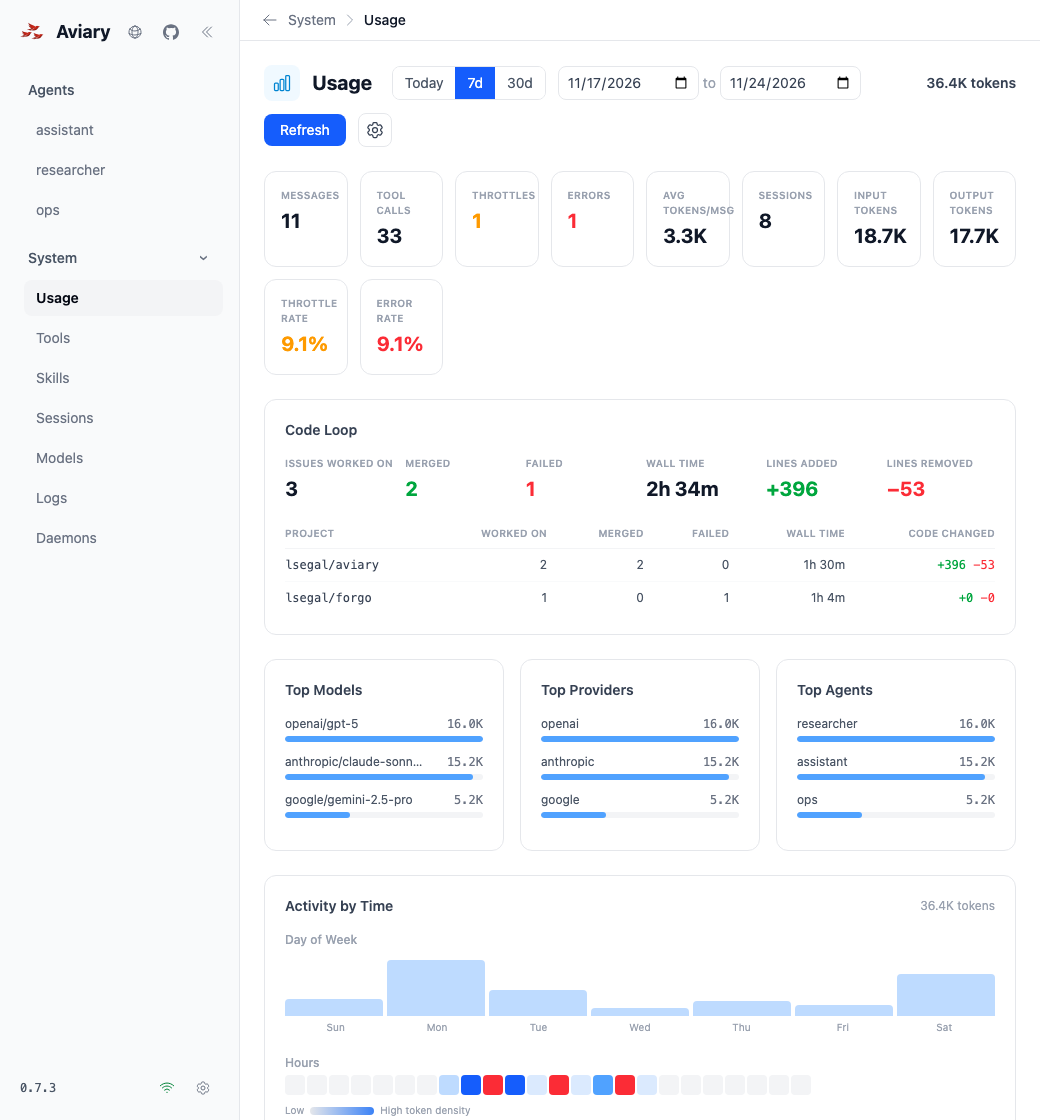 Aviary
System
Usage
Agents
assistant
researcher
ops
System
Usage
Tools
Skills
Sessions
Models
Logs
Daemons
0.7.3
Usage
Today
7d
30d
11/17/2026
to
11/24/2026
36.4K tokens
Refresh
MESSAGES
11
TOOL
CALLS
33
THROTTLES
1
ERRORS
1
AVG
TOKENS/MSG
3.3K
SESSIONS
8
INPUT
TOKENS
18.7K
OUTPUT
TOKENS
17.7K
THROTTLE
RATE
9.1%
ERROR
RATE
9.1%
Code Loop
ISSUES WORKED ON MERGED FAILED WALL TIME LINES ADDED LINES REMOVED
3 2 1 2h 34m +396 −53
PROJECT WORKED ON MERGED FAILED WALL TIME CODE CHANGED
lsegal/aviary 2 2 0 1h 30m +396 −53
lsegal/forgo 1 0 1 1h 4m +0 −0
Top Models
openai/gpt-5 16.0K
anthropic/claude-sonn... 15.2K
google/gemini-2.5-pro 5.2K
Top Providers
openai 16.0K
anthropic 15.2K
google 5.2K
Top Agents
researcher 16.0K
assistant 15.2K
ops 5.2K
Activity by Time
36.4K tokens
Day of Week
Sun Mon Tue Wed Thu Fri Sat
Hours
Low High token density